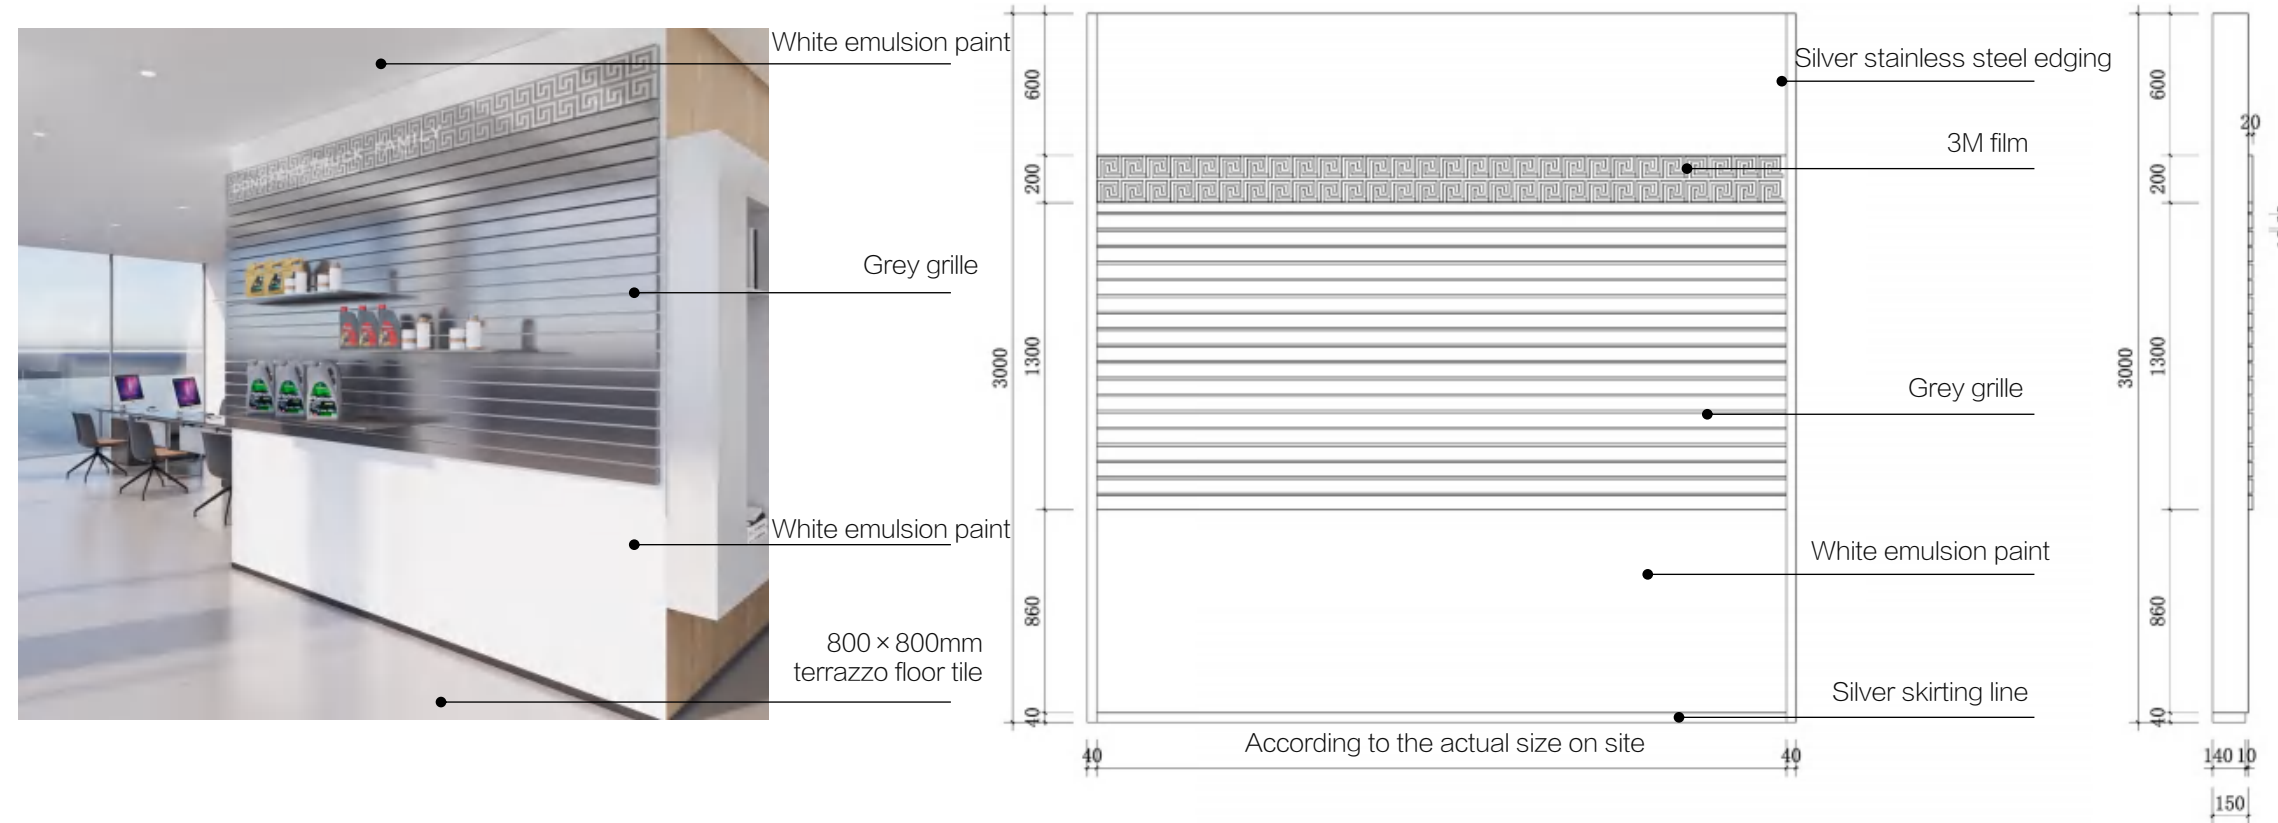 White emulsion paint
Grey grille
White emulsion paint
800×800mm
terrazzo floor tile
TRUCK FAMILY
3000
600
200
1300
860
40
Silver stainless steel edging
3M film
Grey grille
White emulsion paint
Silver skirting line
40
According to the actual size on site
40
3000
600
200
1300
860
40
20
140
10
150